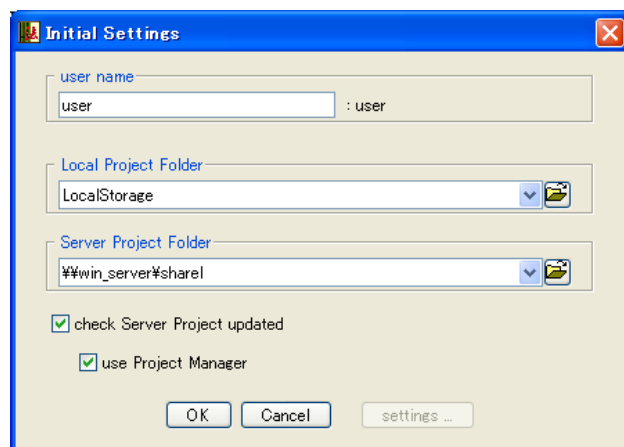 Initial Settings
user name
user : user
Local Project Folder
LocalStorage
Server Project Folder
¥¥win_server¥sharel
check Server Project updated
use Project Manager
OK Cancel settings ...